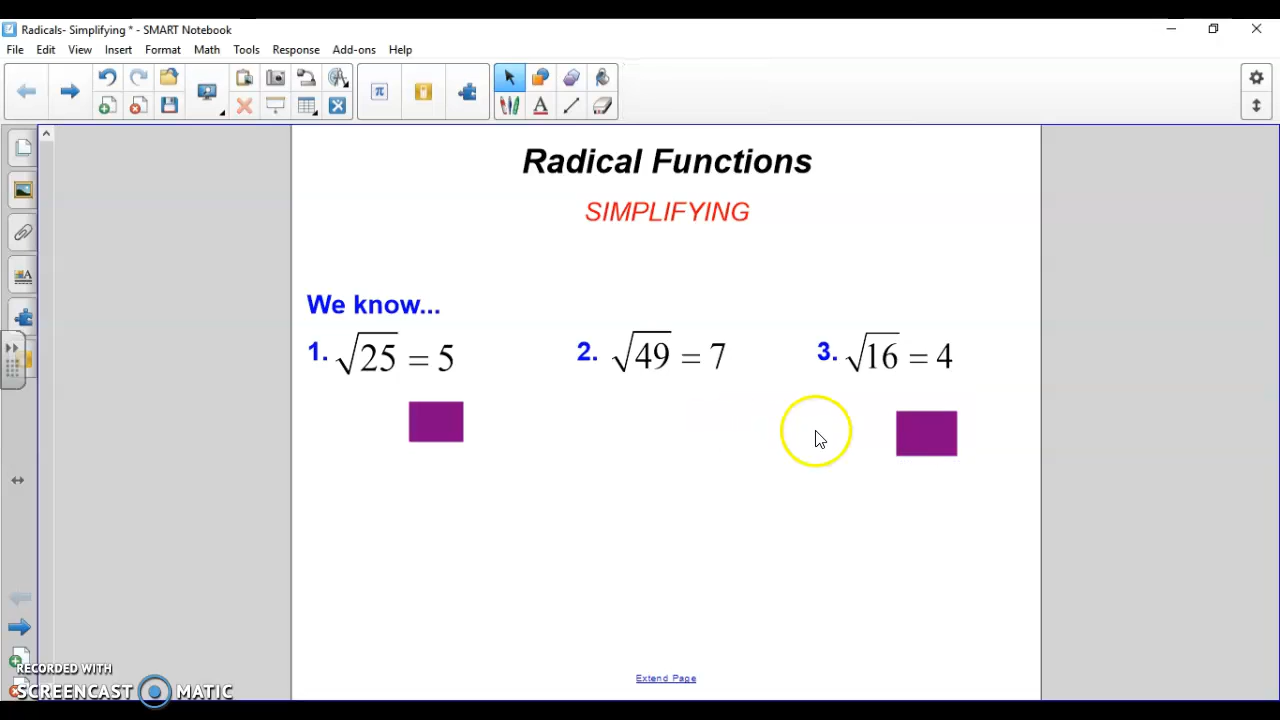 Radicals- Simplifying * - SMART Notebook
File Edit View Insert Format Math Tools Response Add-ons Help
π
A
Radical Functions
SIMPLIFYING
We know...
1. √25 = 5 2. √49 = 7 3. √16 = 4
Extend Page
RECORDED WITH
SCREENCAST MATIC